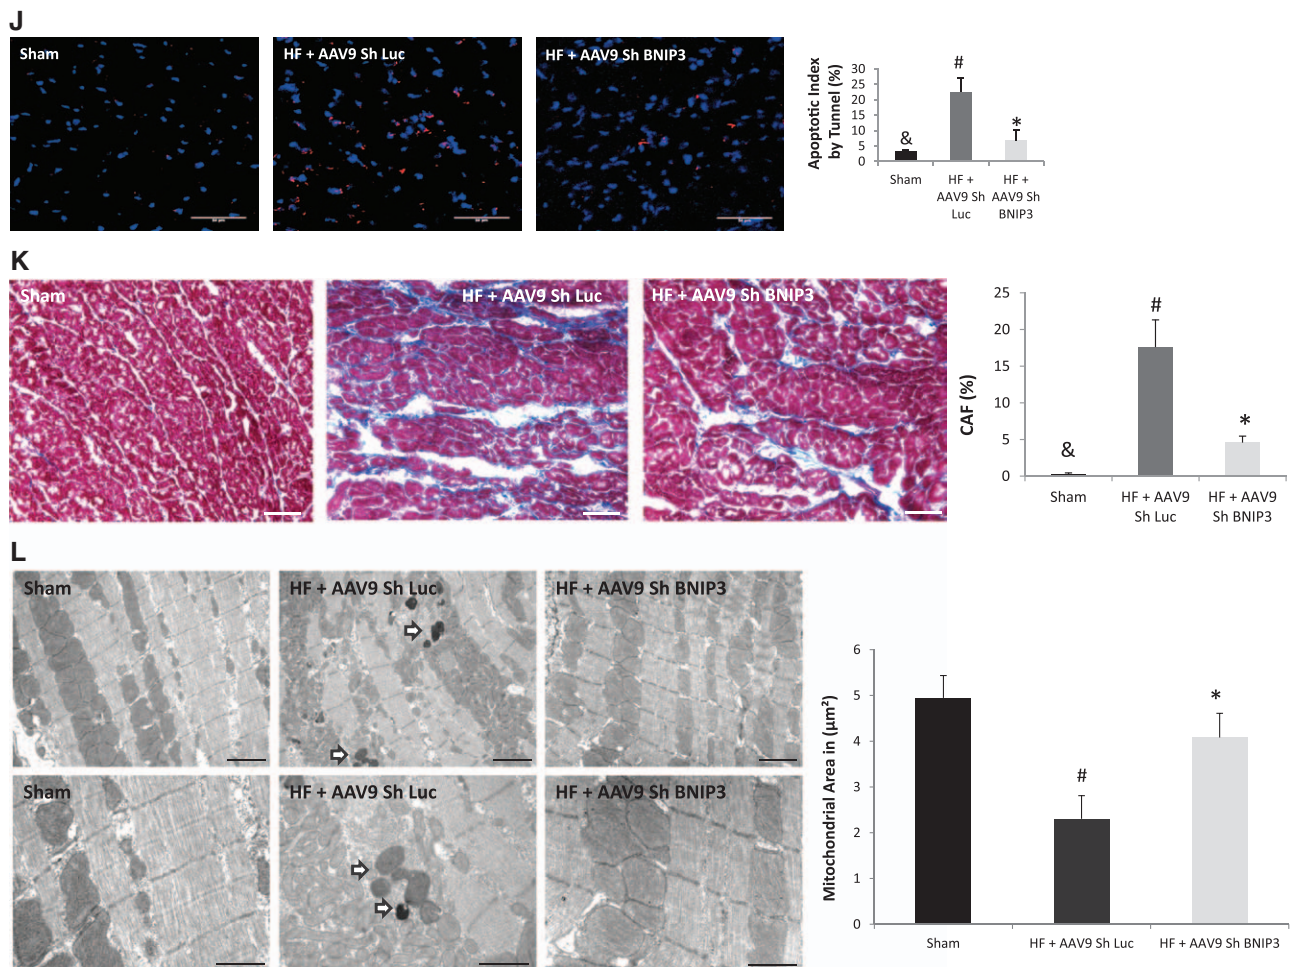 J
Sham
HF + AAV9 Sh Luc
HF + AAV9 Sh BNIP3
Apoptotic Index
by Tunnel (%)
30
25
20
15
10
5
0
&
#
*
Sham
HF +
AAV9 Sh
Luc
HF +
AAV9 Sh
BNIP3
K
Sham
HF + AAV9 Sh Luc
HF + AAV9 Sh BNIP3
CAF (%)
25
20
15
10
5
0
&
#
*
Sham
HF + AAV9
Sh Luc
HF + AAV9
Sh BNIP3
L
Sham
HF + AAV9 Sh Luc
HF + AAV9 Sh BNIP3
Sham
HF + AAV9 Sh Luc
HF + AAV9 Sh BNIP3
Mitochondrial Area in (µm²)
6
5
4
3
2
1
0
#
*
Sham
HF + AAV9 Sh Luc
HF + AAV9 Sh BNIP3